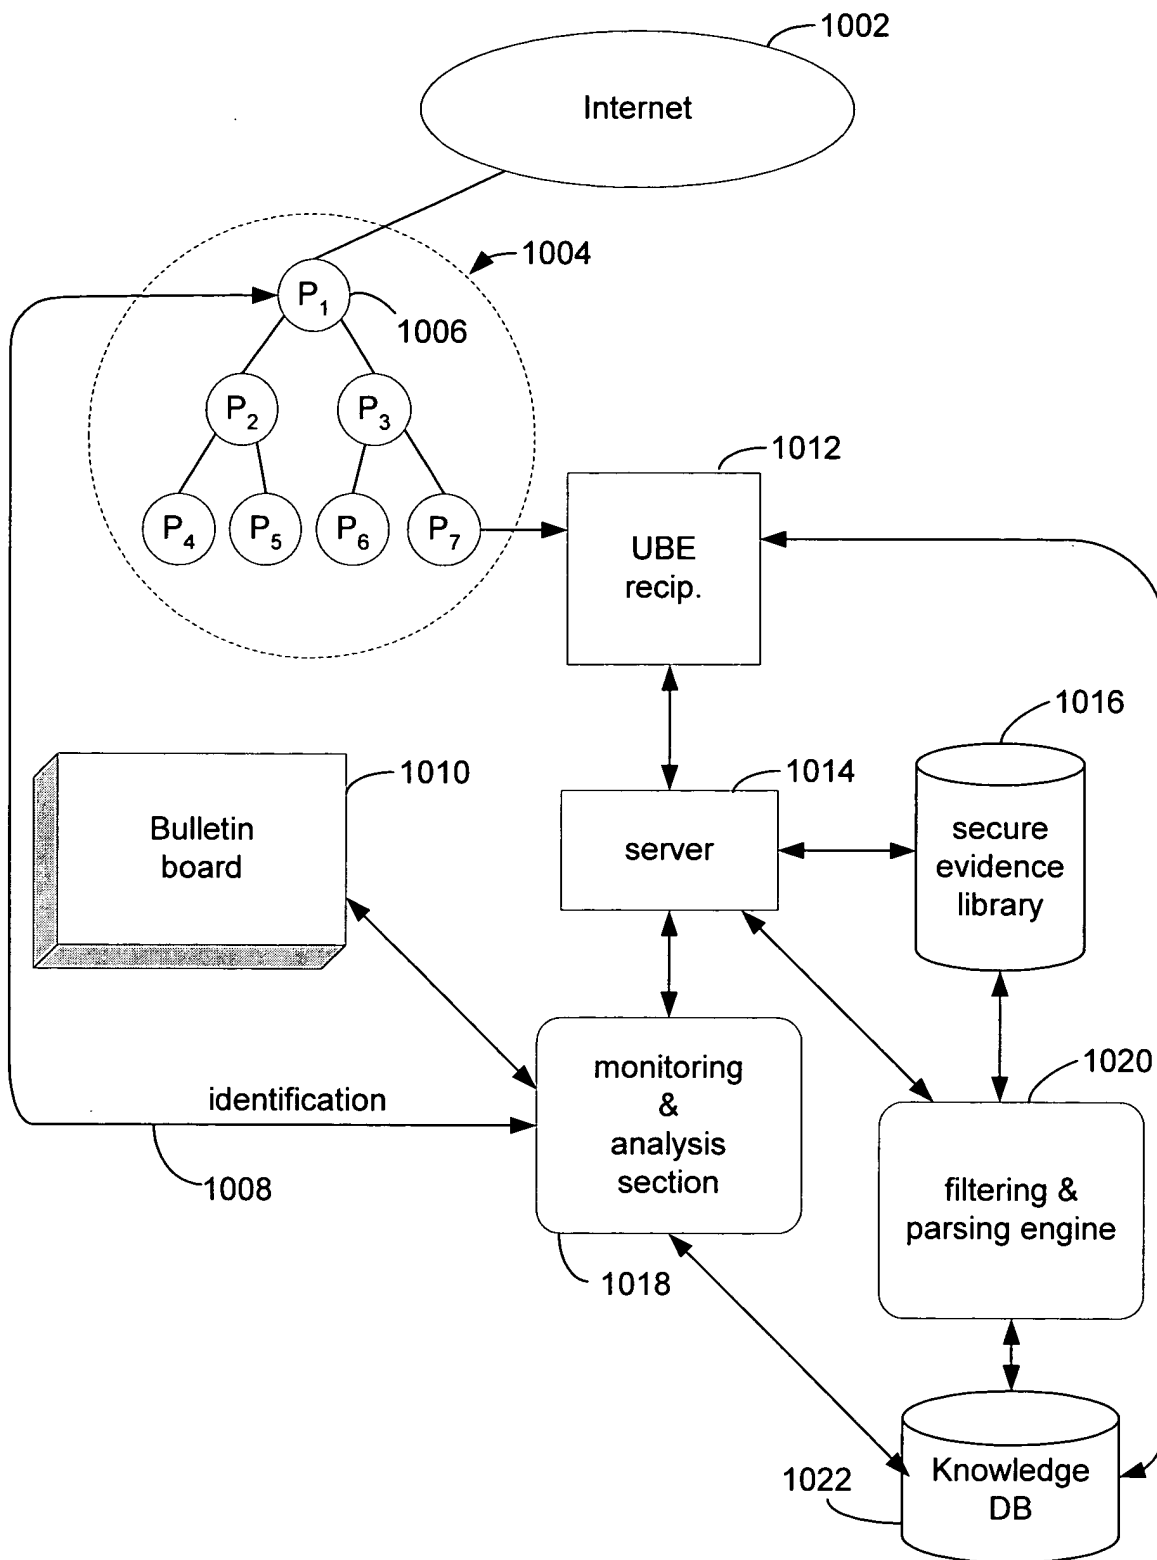 1002
Internet
1004
P1
1006
P2
P3
1012
P4
P5
P6
P7
UBE
recip.
1016
1010
1014
Bulletin
board
server
secure
evidence
library
1020
monitoring
&
analysis
section
identification
1008
filtering &
parsing engine
1018
Knowledge
DB
1022